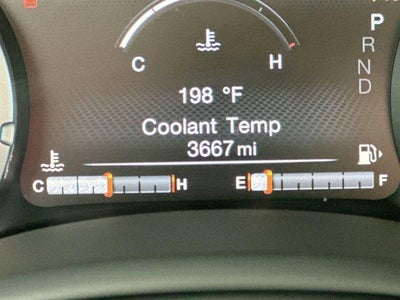 P
R
N
D
C H
198 °F
Coolant Temp
3667 mi
C H E F